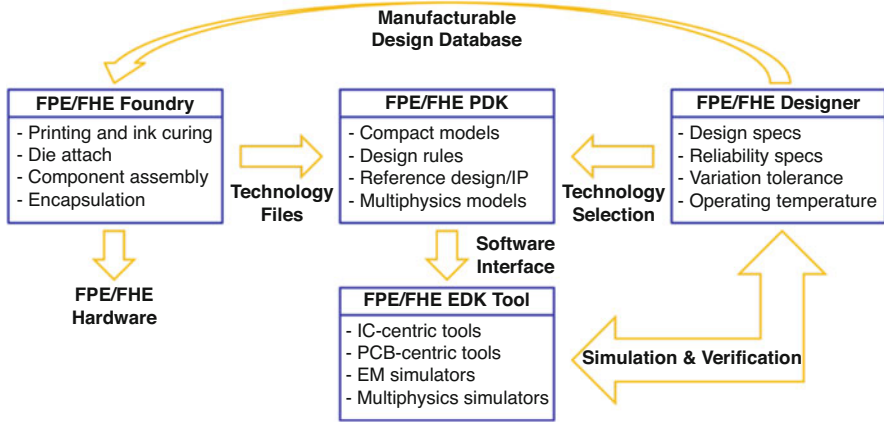 Manufacturable
Design Database
FPE/FHE Foundry
- Printing and ink curing
- Die attach
- Component assembly
- Encapsulation
Technology
Files
FPE/FHE PDK
- Compact models
- Design rules
- Reference design/IP
- Multiphysics models
Technology
Selection
FPE/FHE Designer
- Design specs
- Reliability specs
- Variation tolerance
- Operating temperature
FPE/FHE
Hardware
Software
Interface
FPE/FHE EDK Tool
- IC-centric tools
- PCB-centric tools
- EM simulators
- Multiphysics simulators
Simulation & Verification